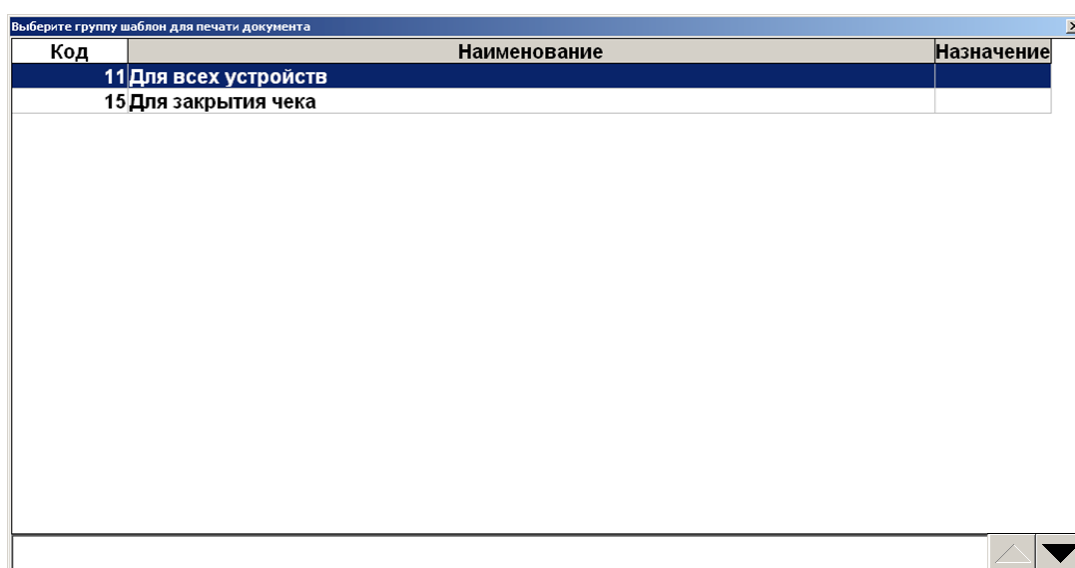 Выберите группу шаблон для печати документа
Код Наименование Назначение
11 Для всех устройств
15 Для закрытия чека